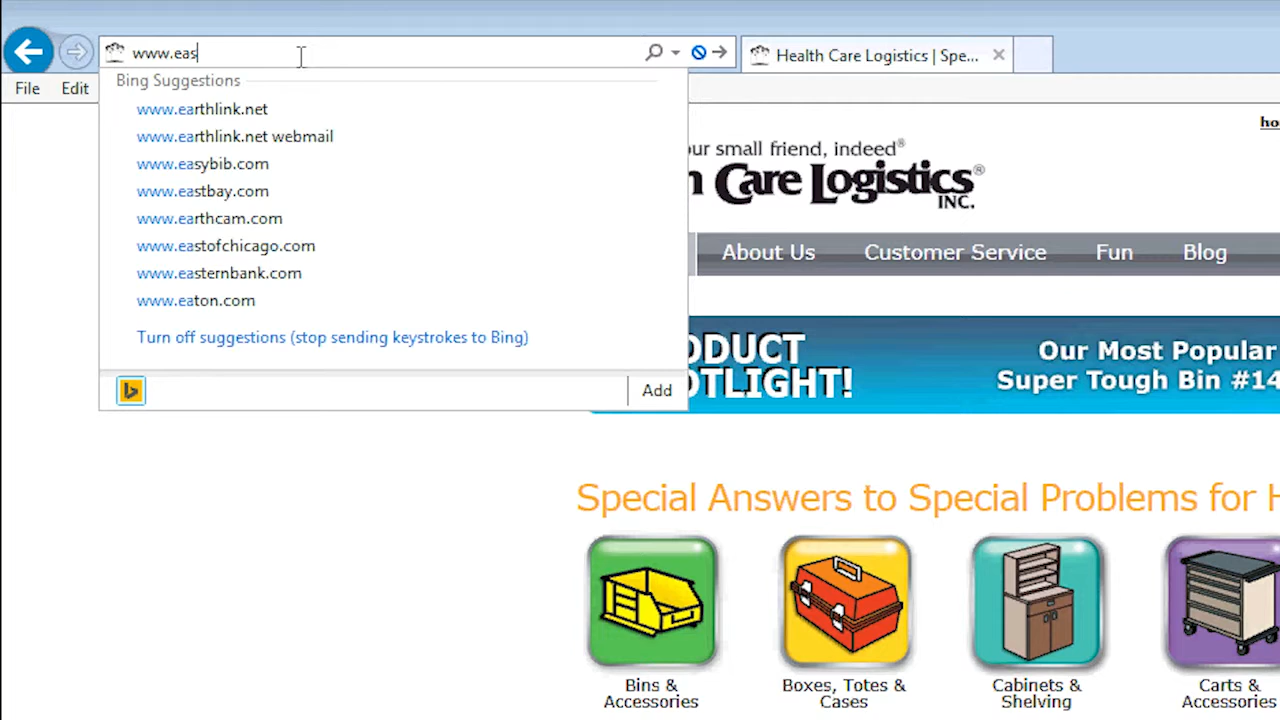 www.eas
Health Care Logistics | Spe...
File Edit
Bing Suggestions
www.earthlink.net
www.earthlink.net webmail
www.easybib.com
www.eastbay.com
www.earthcam.com
www.eastofchicago.com
www.easternbank.com
www.eaton.com
Turn off suggestions (stop sending keystrokes to Bing)
Add
ho
ur small friend, indeed®
Care Logistics®
INC.
About Us Customer Service Fun Blog
ODUCT
OTLIGHT!
Our Most Popular
Super Tough Bin #14
Special Answers to Special Problems for H
Bins &
Accessories
Boxes, Totes &
Cases
Cabinets &
Shelving
Carts &
Accessories